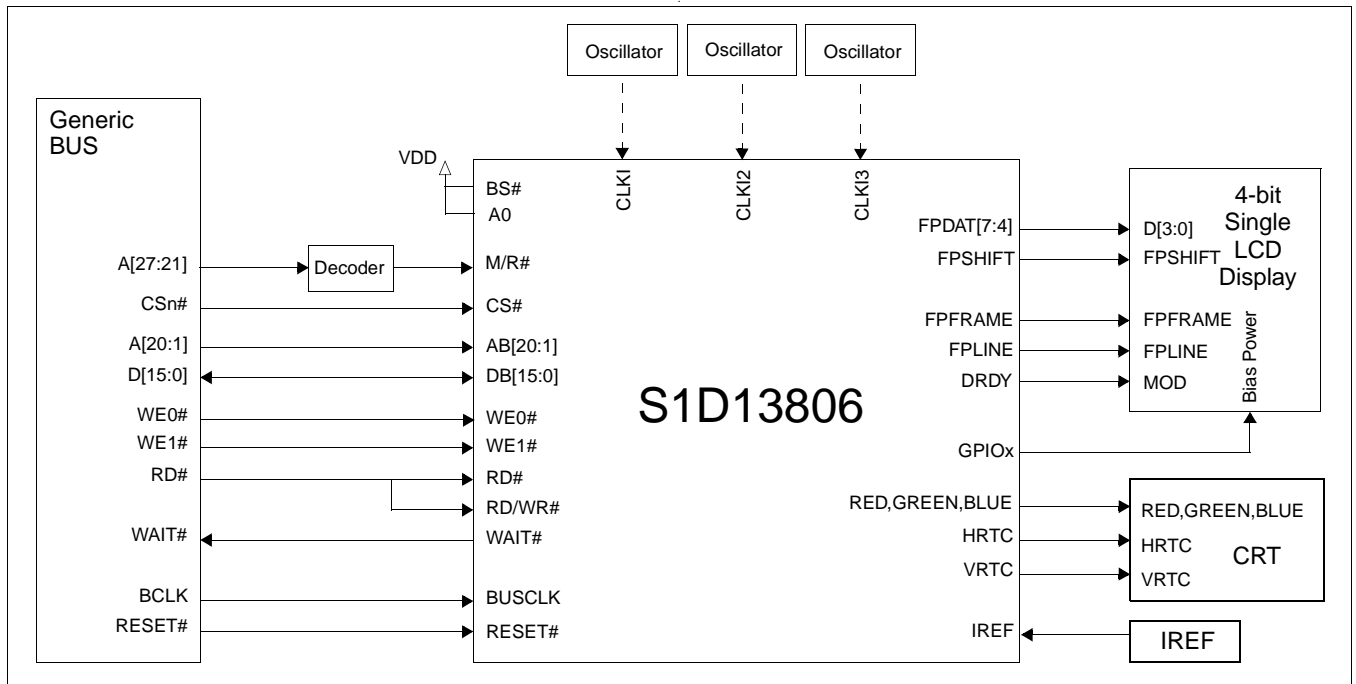 Oscillator
Oscillator
Oscillator
Generic
BUS
VDD
BS#
A0
CLKI
CLKI2
CLKI3
A[27:21]
Decoder
M/R#
CSn#
CS#
A[20:1]
AB[20:1]
D[15:0]
DB[15:0]
WE0#
WE0#
WE1#
WE1#
RD#
RD#
RD/WR#
WAIT#
WAIT#
BCLK
BUSCLK
RESET#
RESET#
S1D13806
FPDAT[7:4]
FPSHIFT
FPFRAME
FPLINE
DRDY
GPIOx
RED,GREEN,BLUE
HRTC
VRTC
IREF
4-bit
Single
LCD
Display
D[3:0]
FPSHIFT
FPFRAME
FPLINE
MOD
Bias Power
RED,GREEN,BLUE
HRTC
CRT
VRTC
IREF